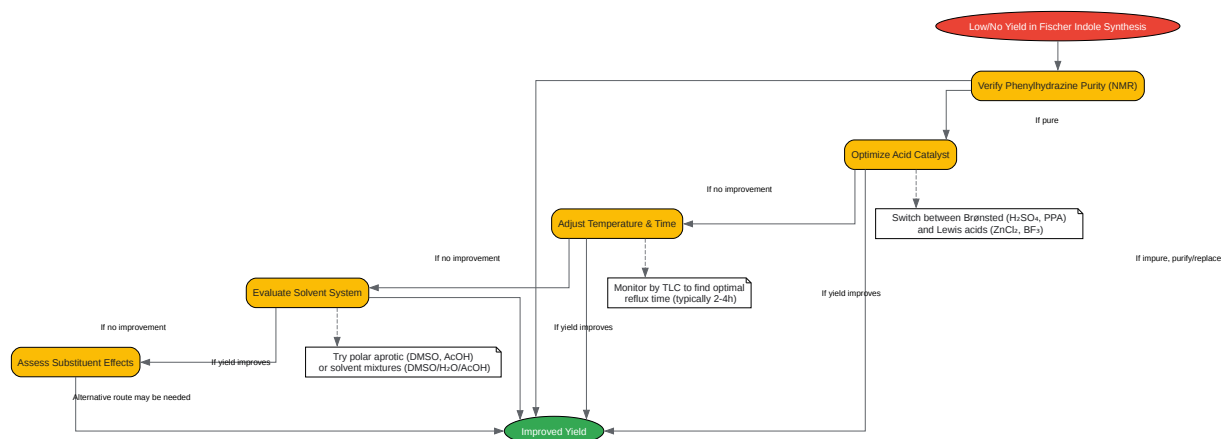 Low/No Yield in Fischer Indole Synthesis
Verify Phenylhydrazine Purity (NMR)
If pure
Optimize Acid Catalyst
If no improvement
Switch between Brønsted (H₂SO₄, PPA)
and Lewis acids (ZnCl₂, BF₃)
Adjust Temperature & Time
If no improvement
If impure, purify/replace
Monitor by TLC to find optimal
reflux time (typically 2-4h)
If yield improves
Evaluate Solvent System
If no improvement
If yield improves
Try polar aprotic (DMSO, AcOH)
or solvent mixtures (DMSO/H₂O/AcOH)
Assess Substituent Effects
If yield improves
Alternative route may be needed
Improved Yield